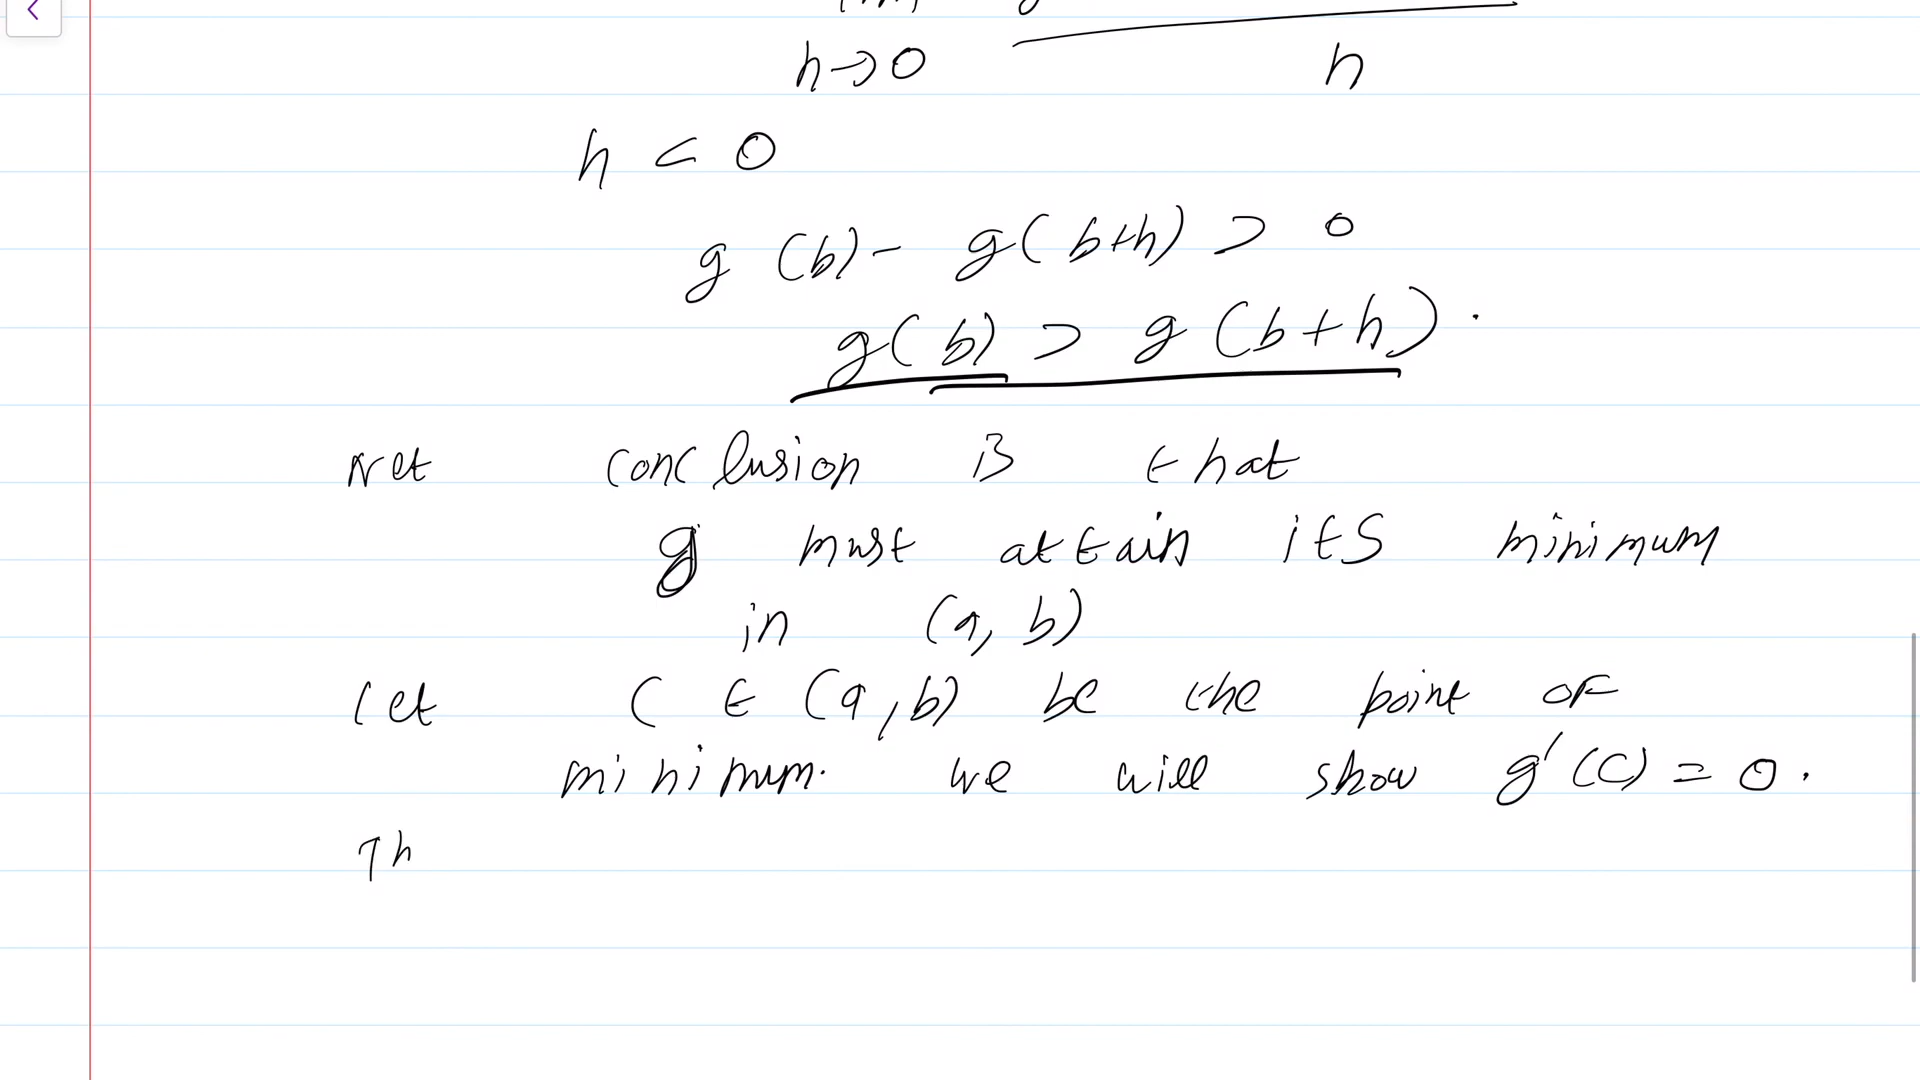 h→0 h
h < 0
g (b) - g(b+h) > 0
g(b) > g(b+h).
Net conclusion is that
g must attain its minimum
in (a, b)
let C ∈ (a, b) be the point of
minimum. we will show g'(c) = 0.
Th